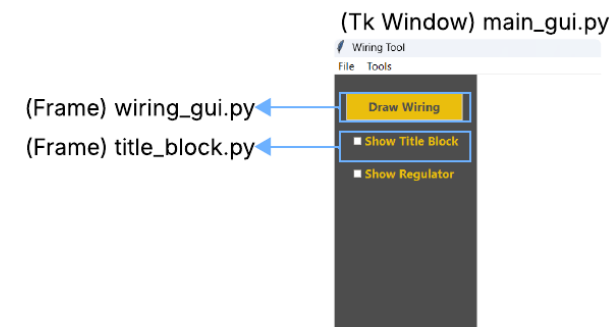 (Tk Window) main_gui.py
Wiring Tool
File Tools
(Frame) wiring_gui.py
Draw Wiring
(Frame) title_block.py
Show Title Block
Show Regulator